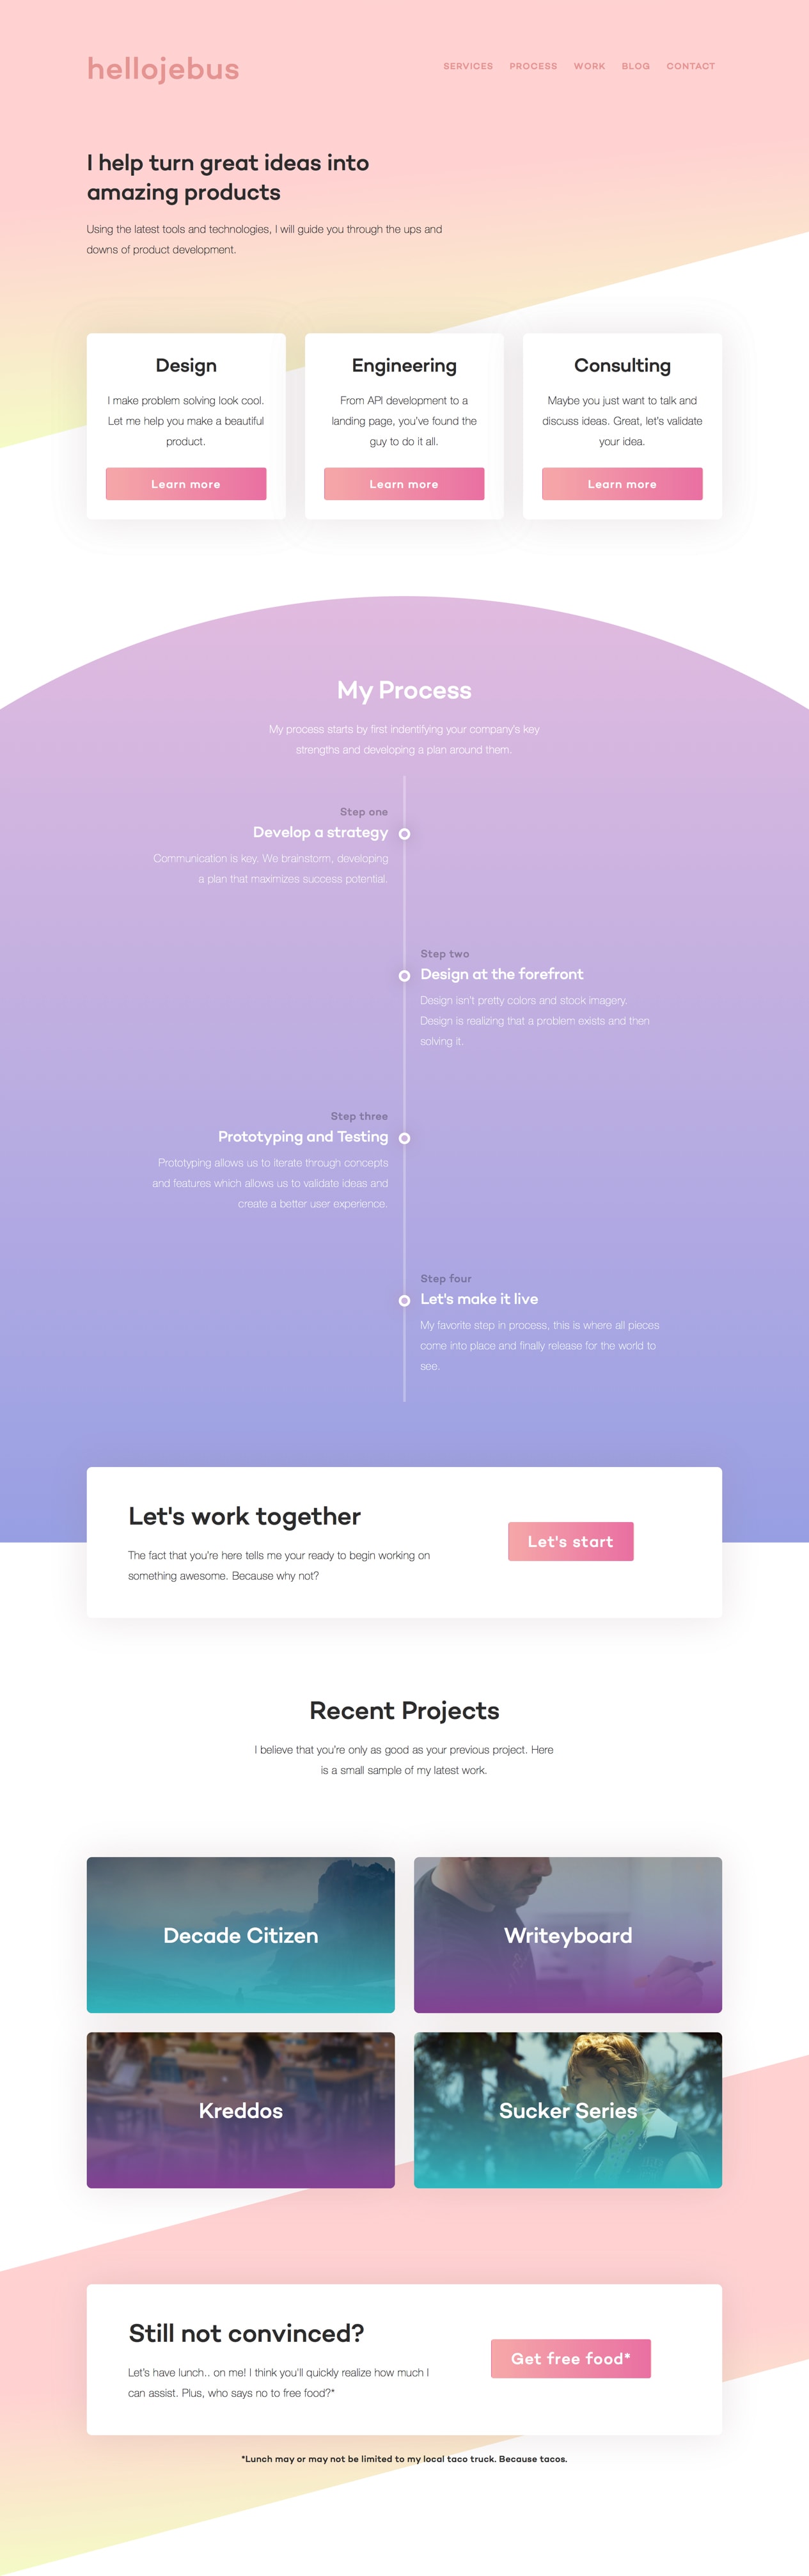 hellojebus
SERVICES PROCESS WORK BLOG CONTACT
I help turn great ideas into
amazing products
Using the latest tools and technologies, I will guide you through the ups and
downs of product development.
Design
I make problem solving look cool.
Let me help you make a beautiful
product.
Learn more
Engineering
From API development to a
landing page, you've found the
guy to do it all.
Learn more
Consulting
Maybe you just want to talk and
discuss ideas. Great, let's validate
your idea.
Learn more
My Process
My process starts by first indentifying your company's key
strengths and developing a plan around them.
Step one
Develop a strategy
Communication is key. We brainstorm, developing
a plan that maximizes success potential.
Step two
Design at the forefront
Design isn't pretty colors and stock imagery.
Design is realizing that a problem exists and then
solving it.
Step three
Prototyping and Testing
Prototyping allows us to iterate through concepts
and features which allows us to validate ideas and
create a better user experience.
Step four
Let's make it live
My favorite step in process, this is where all pieces
come into place and finally release for the world to
see.
Let's work together
The fact that you're here tells me your ready to begin working on
something awesome. Because why not?
Let's start
Recent Projects
I believe that you're only as good as your previous project. Here
is a small sample of my latest work.
Decade Citizen
Writeyboard
Kreddos
Sucker Series
Still not convinced?
Let's have lunch.. on me! I think you'll quickly realize how much I
can assist. Plus, who says no to free food?*
Get free food*
*Lunch may or may not be limited to my local taco truck. Because tacos.